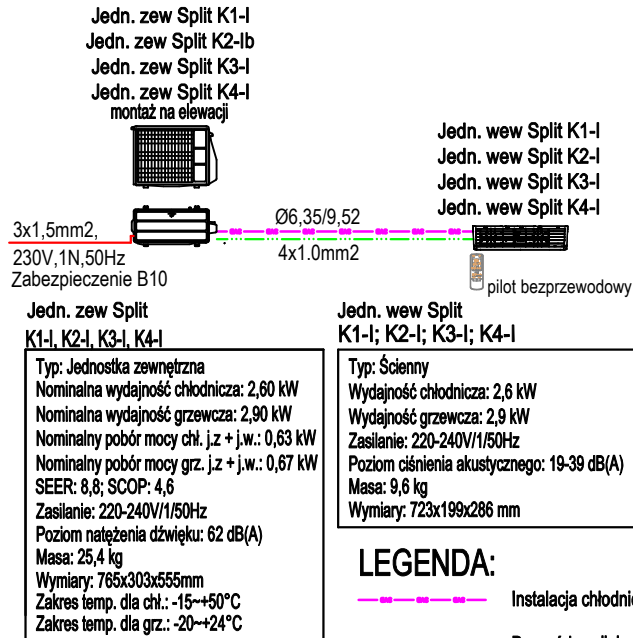 Jedn. zew Split K1-I
Jedn. zew Split K2-Ib
Jedn. zew Split K3-I
Jedn. zew Split K4-I
montaż na elewacji
Jedn. wew Split K1-I
Jedn. wew Split K2-I
Jedn. wew Split K3-I
Jedn. wew Split K4-I
3x1,5mm2,
230V,1N,50Hz
Zabezpieczenie B10
Ø6,35/9,52
4x1.0mm2
pilot bezprzewodowy
Jedn. zew Split
K1-I, K2-I, K3-I, K4-I
Typ: Jednostka zewnętrzna
Nominalna wydajność chłodnicza: 2,60 kW
Nominalna wydajność grzewcza: 2,90 kW
Nominalny pobór mocy chł. j.z + j.w.: 0,63 kW
Nominalny pobór mocy grz. j.z + j.w.: 0,67 kW
SEER: 8,8; SCOP: 4,6
Zasilanie: 220-240V/1/50Hz
Poziom natężenia dźwięku: 62 dB(A)
Masa: 25,4 kg
Wymiary: 765x303x555mm
Zakres temp. dla chł.: -15~+50°C
Zakres temp. dla grz.: -20~+24°C
Jedn. wew Split
K1-I; K2-I; K3-I; K4-I
Typ: Ścienny
Wydajność chłodnicza: 2,6 kW
Wydajność grzewcza: 2,9 kW
Zasilanie: 220-240V/1/50Hz
Poziom ciśnienia akustycznego: 19-39 dB(A)
Masa: 9,6 kg
Wymiary: 723x199x286 mm
LEGENDA:
Instalacja